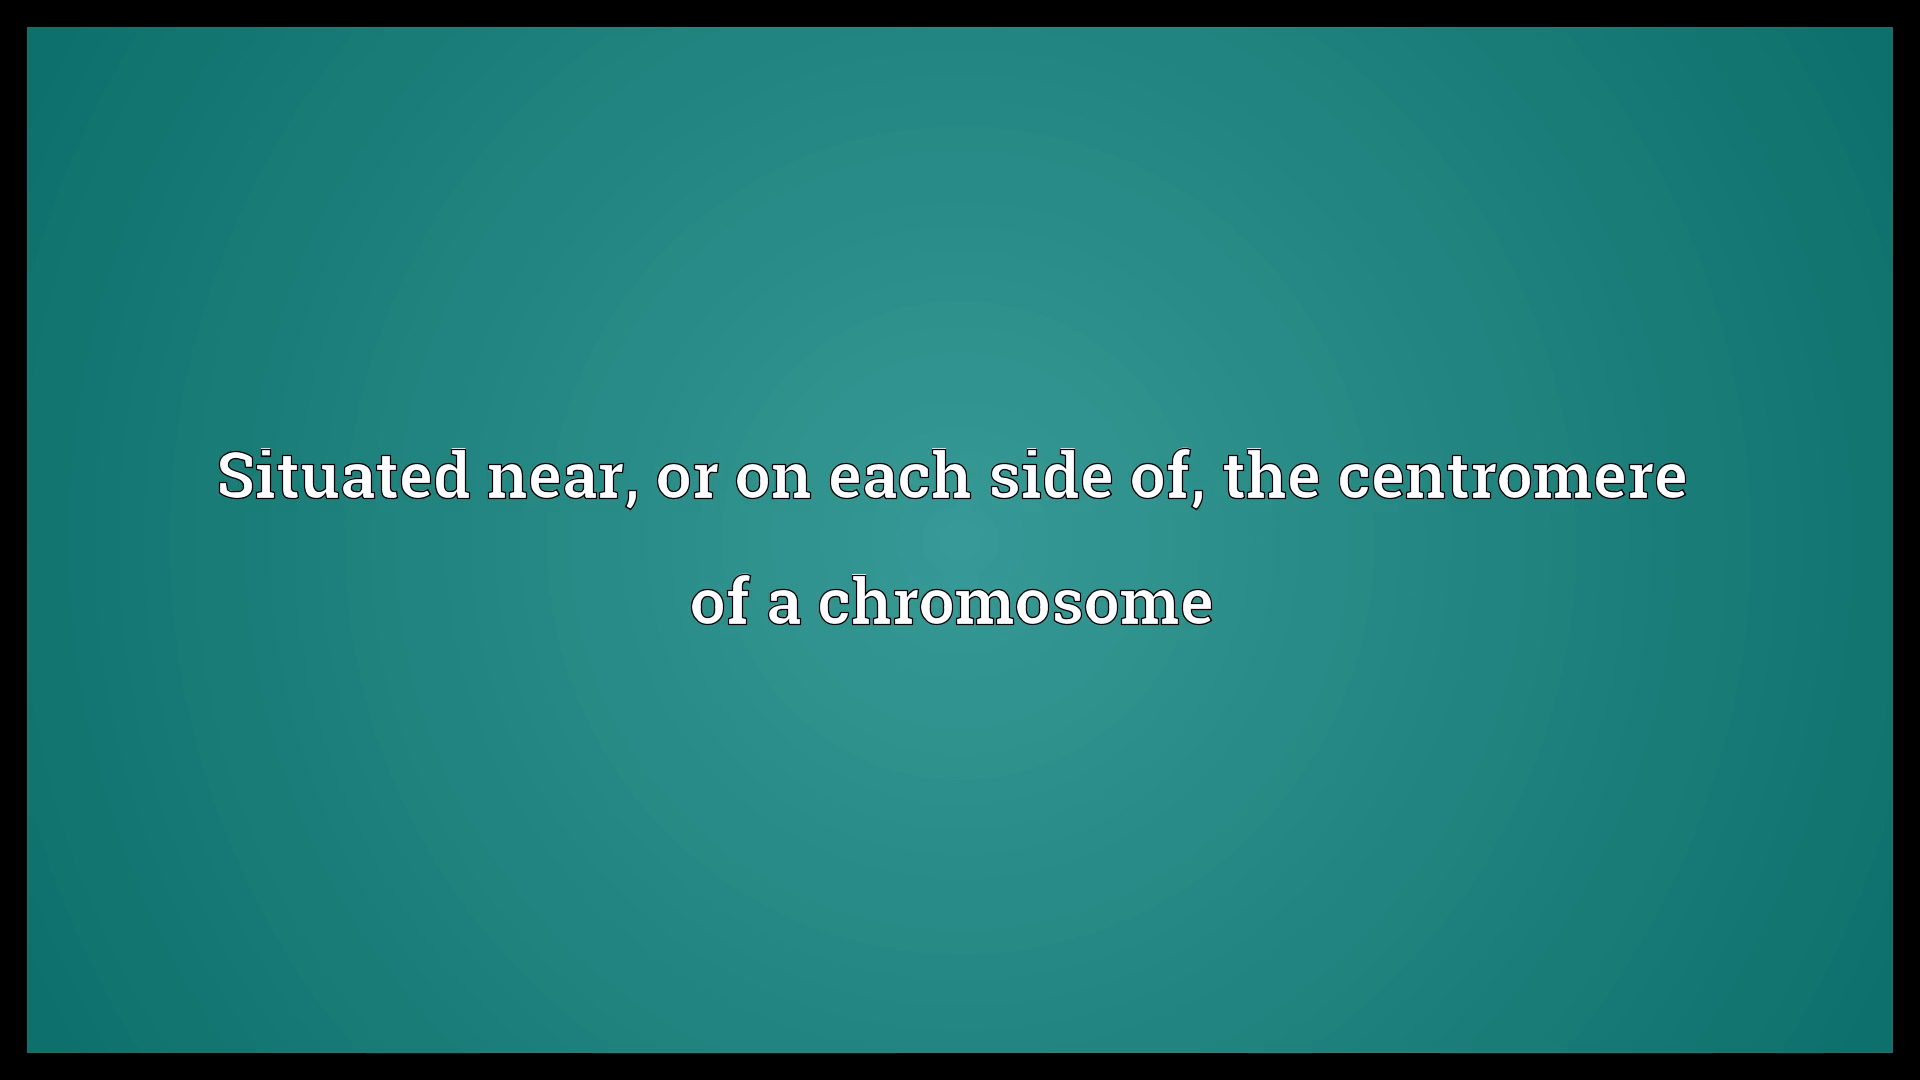 Situated near, or on each side of, the centromere
of a chromosome